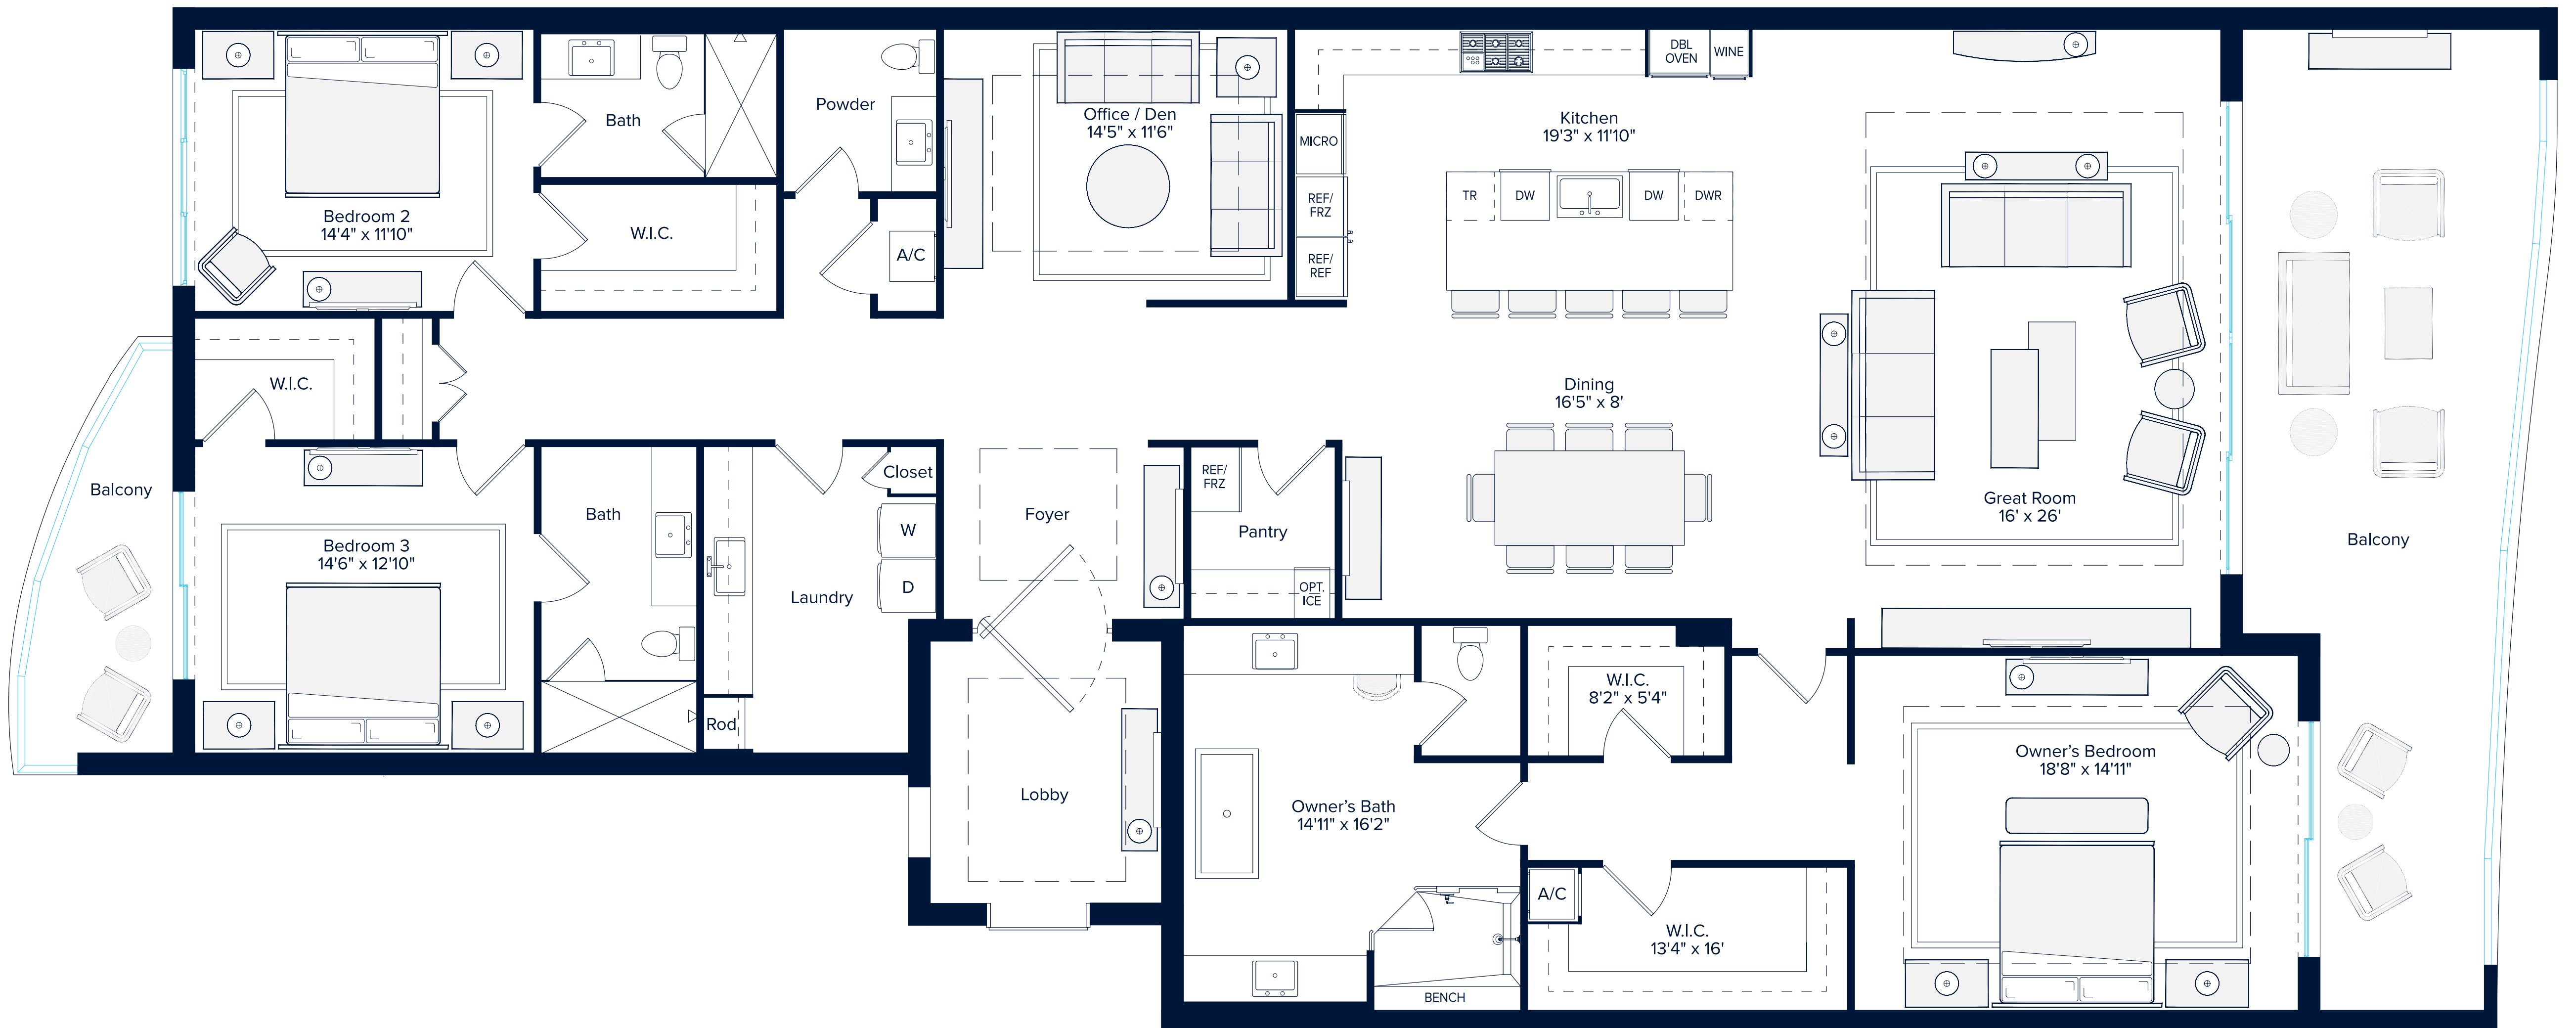 Bedroom 2
14'4" x 11'10"
Bath
W.I.C.
Powder
A/C
Office / Den
14'5" x 11'6"
Kitchen
19'3" x 11'10"
DBL
OVEN
WINE
MICRO
REF/
FRZ
REF/
REF
TR
DW
DW
DWR
Dining
16'5" x 8'
Great Room
16' x 26'
Balcony
W.I.C.
Balcony
Bedroom 3
14'6" x 12'10"
Bath
Closet
W
D
Laundry
Rod
Foyer
REF/
FRZ
Pantry
OPT.
ICE
Lobby
Owner's Bath
14'11" x 16'2"
BENCH
W.I.C.
8'2" x 5'4"
A/C
W.I.C.
13'4" x 16'
Owner's Bedroom
18'8" x 14'11"